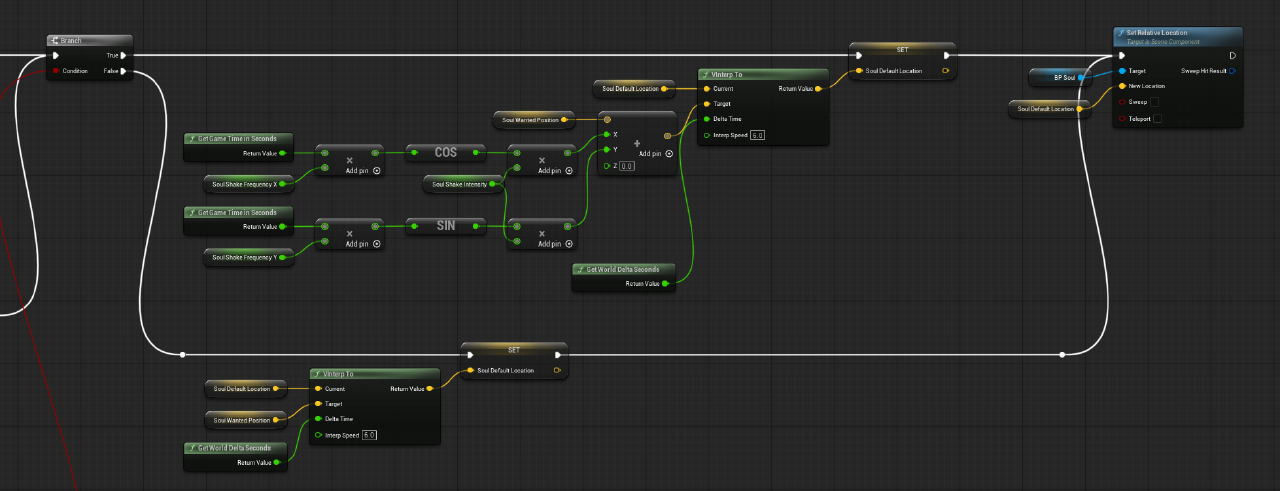 Branch
True
Condition
False
SET
Soul Default Location
Set Relative Location
Target is Scene Component
Target
Sweep Hit Result
BP Soul
New Location
Soul Default Location
Sweep
Teleport
VInterp To
Current
Return Value
Target
Delta Time
Interp Speed 6.0
Soul Default Location
Soul Wanted Position
X
Y
Z 0.0
+
Add pin
Get Game Time in Seconds
Return Value
Soul Shake Frequency X
×
Add pin
COS
Soul Shake Intensity
×
Add pin
Get Game Time in Seconds
Return Value
Soul Shake Frequency Y
×
Add pin
SIN
×
Add pin
Get World Delta Seconds
Return Value
SET
Soul Default Location
VInterp To
Soul Default Location
Current
Return Value
Target
Soul Wanted Position
Delta Time
Interp Speed 6.0
Get World Delta Seconds
Return Value